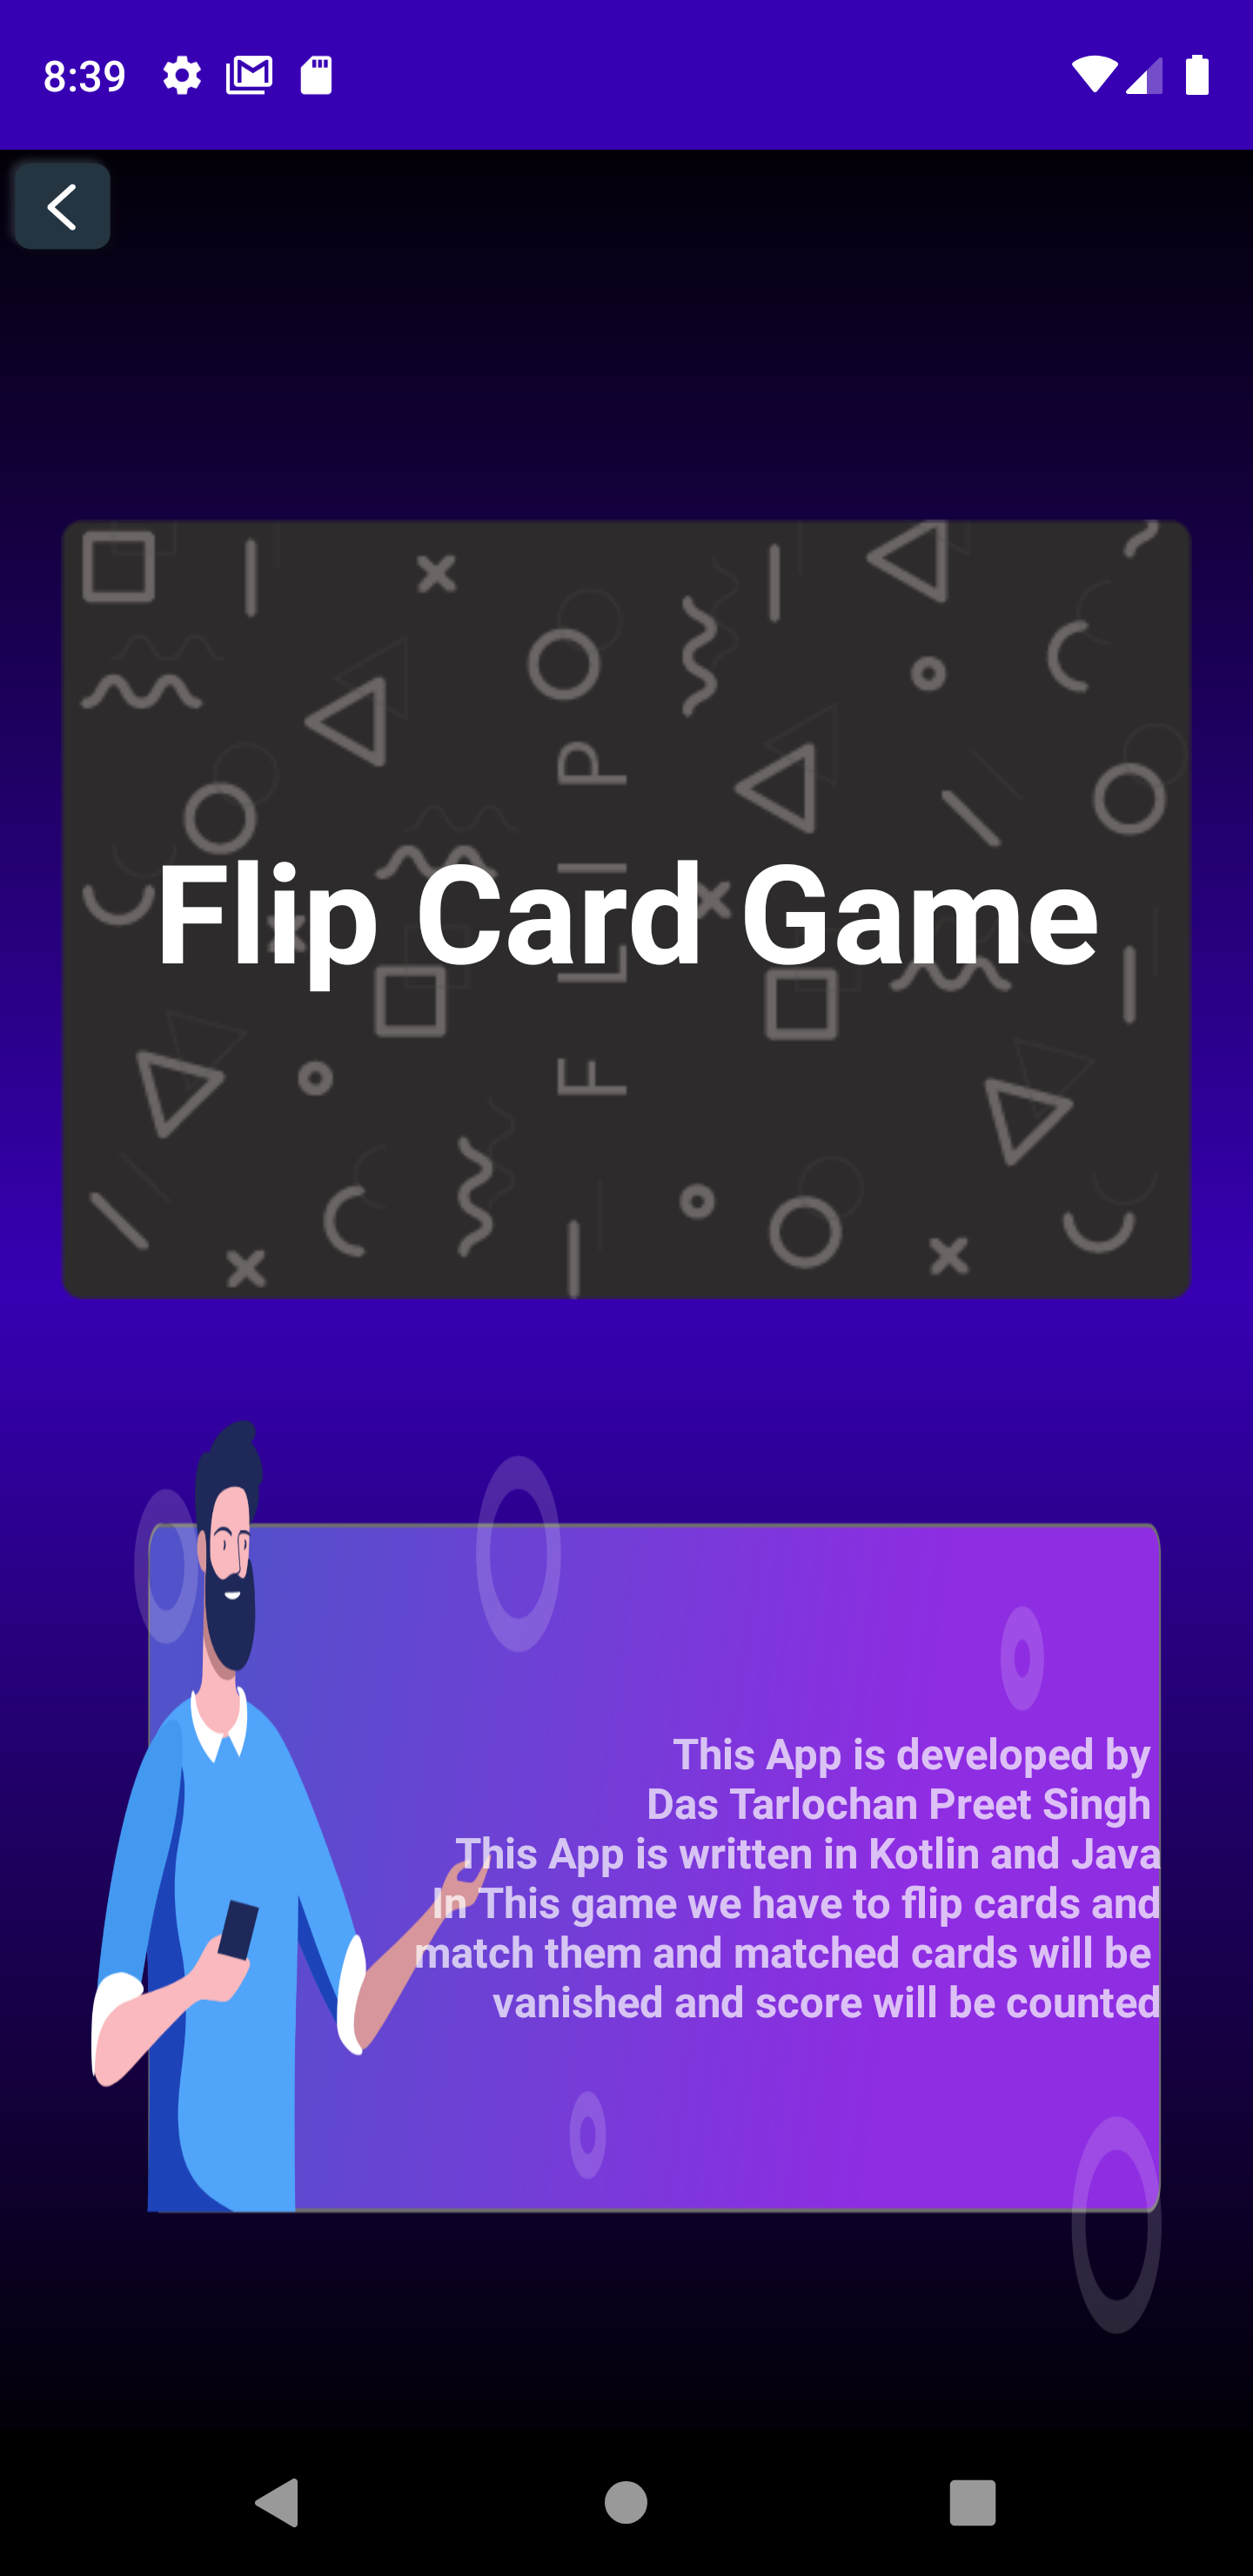 8:39
FLIP
Flip Card Game
This App is developed by
Das Tarlochan Preet Singh
This App is written in Kotlin and Java
In This game we have to flip cards and
match them and matched cards will be
vanished and score will be counted